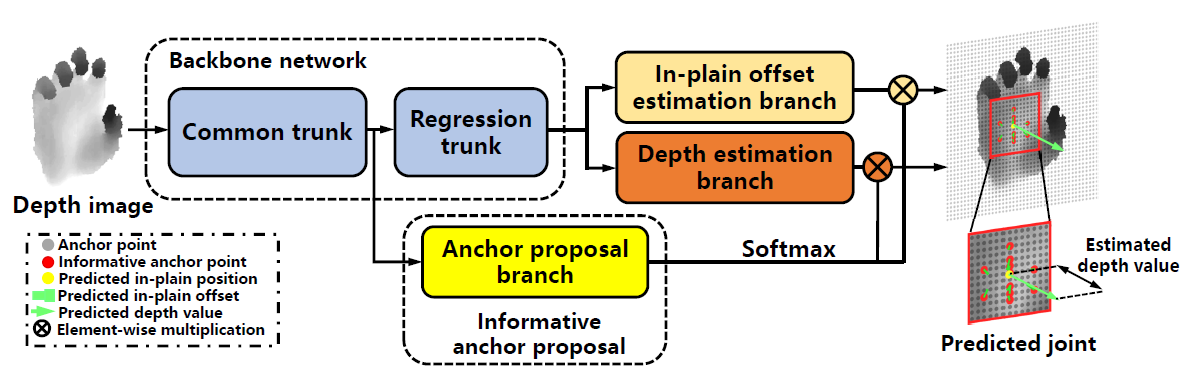 Backbone network
Common trunk
Regression
trunk
In-plain offset
estimation branch
Depth estimation
branch
Depth image
Anchor point
Informative anchor point
Predicted in-plain position
Predicted in-plain offset
Predicted depth value
Element-wise multiplication
Anchor proposal
branch
Informative
anchor proposal
Softmax
Estimated
depth value
Predicted joint